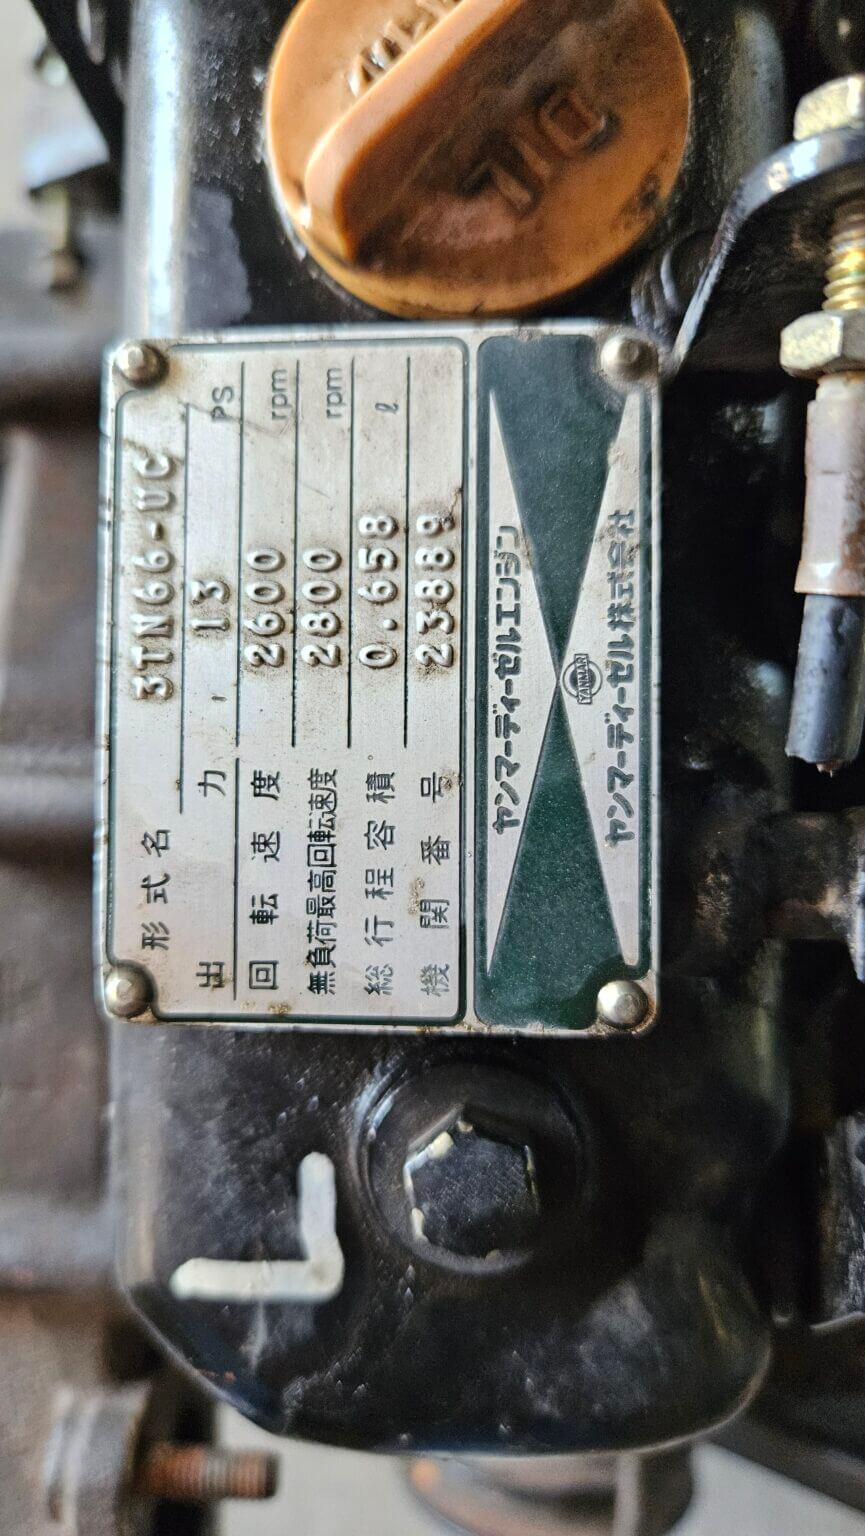 OIL
形式名 3TN66-UC
出力 13 PS
回転速度 2600 rpm
無負荷最高回転速度 2800 rpm
総行程容積 0.658 ℓ
機関番号 23889
ヤンマーディーゼルエンジン
YANMAR
ヤンマーディーゼル株式会社
L